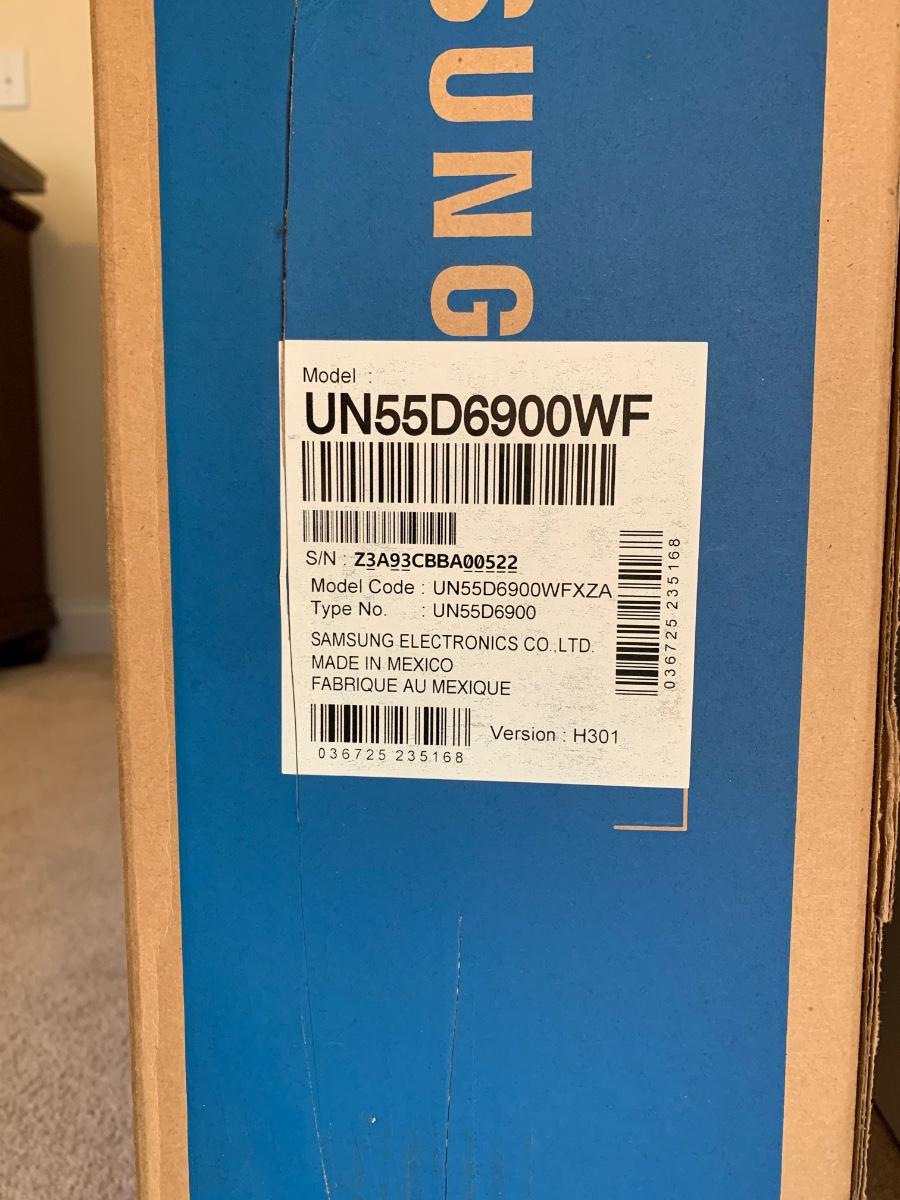 SUNG
Model :
UN55D6900WF
S/N : Z3A93CBBA00522
Model Code : UN55D6900WFXZA
Type No. : UN55D6900
SAMSUNG ELECTRONICS CO.,LTD.
MADE IN MEXICO
FABRIQUE AU MEXIQUE
036725 235168
Version : H301
036725 235168